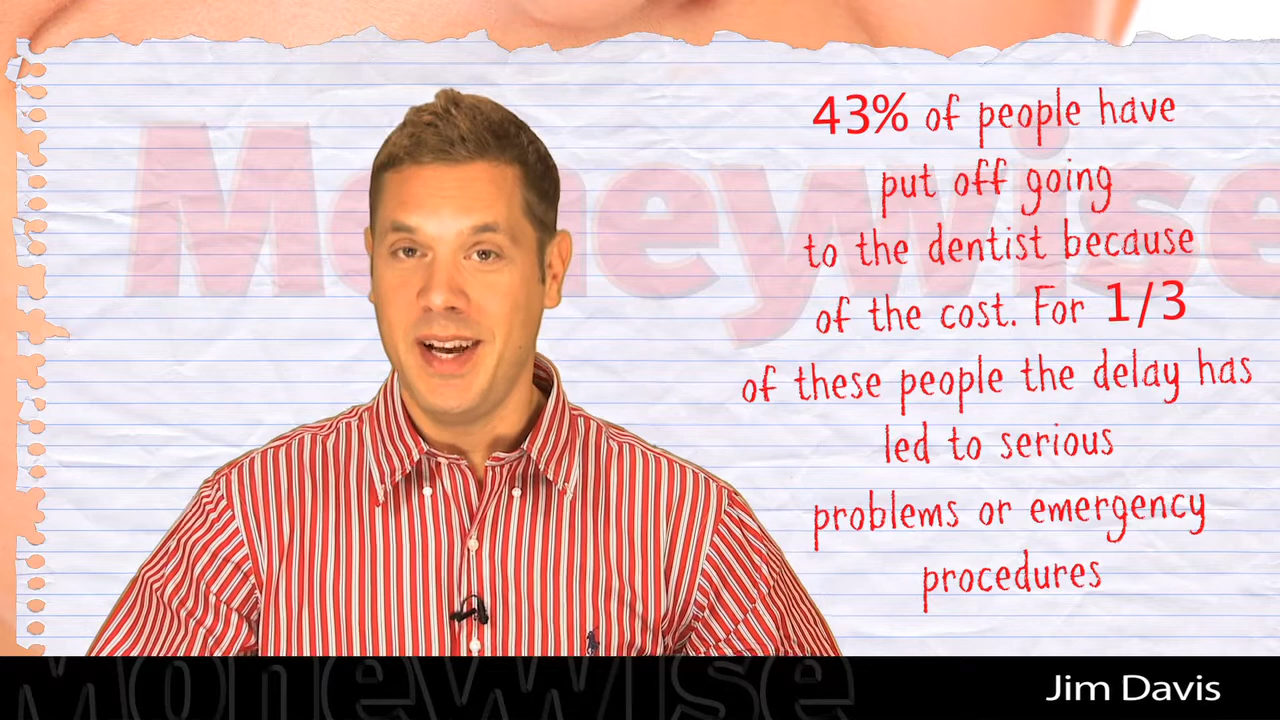 Moneywise
43% of people have
put off going
to the dentist because
of the cost. For 1/3
of these people the delay has
led to serious
problems or emergency
procedures
Moneywise
Jim Davis